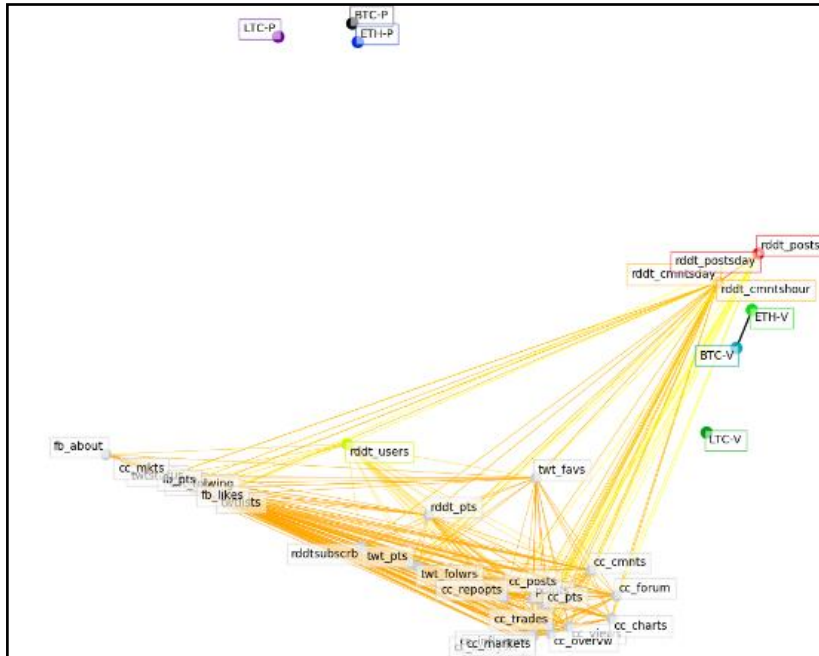 BTC-P
LTC-P
ETH-P
rddt_posts
rddt_postsday
rddt_cmntsday
rddt_cmntshour
ETH-V
BTC-V
LTC-V
fb_about
rddt_users
cc_mkts
twt_favs
fb_pts
fb_likes
rddt_pts
rddtsubscrb
twt_pts
cc_cmnts
twt_folwrs
cc_posts
cc_repopts
cc_forum
cc_pts
cc_trades
cc_charts
cc_markets
cc_overvw